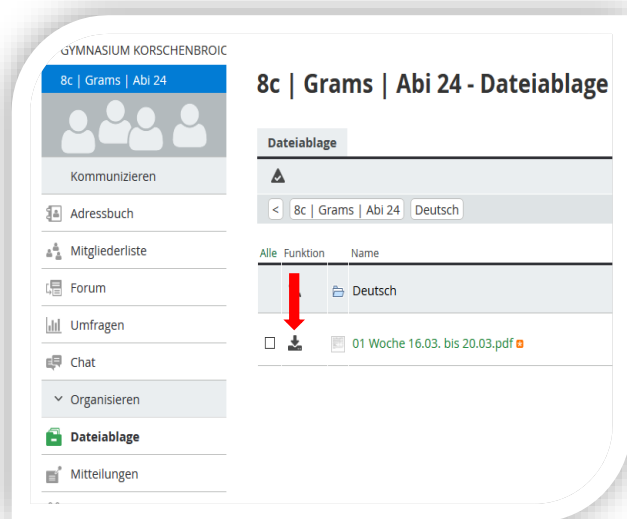 GYMNASIUM KORSCHENBROIC
8c | Grams | Abi 24
Kommunizieren
Adressbuch
Mitgliederliste
Forum
Umfragen
Chat
Organisieren
Dateiablage
Mitteilungen
8c | Grams | Abi 24 - Dateiablage
Dateiablage
< 8c | Grams | Abi 24 Deutsch
Alle Funktion Name
Deutsch
01 Woche 16.03. bis 20.03.pdf